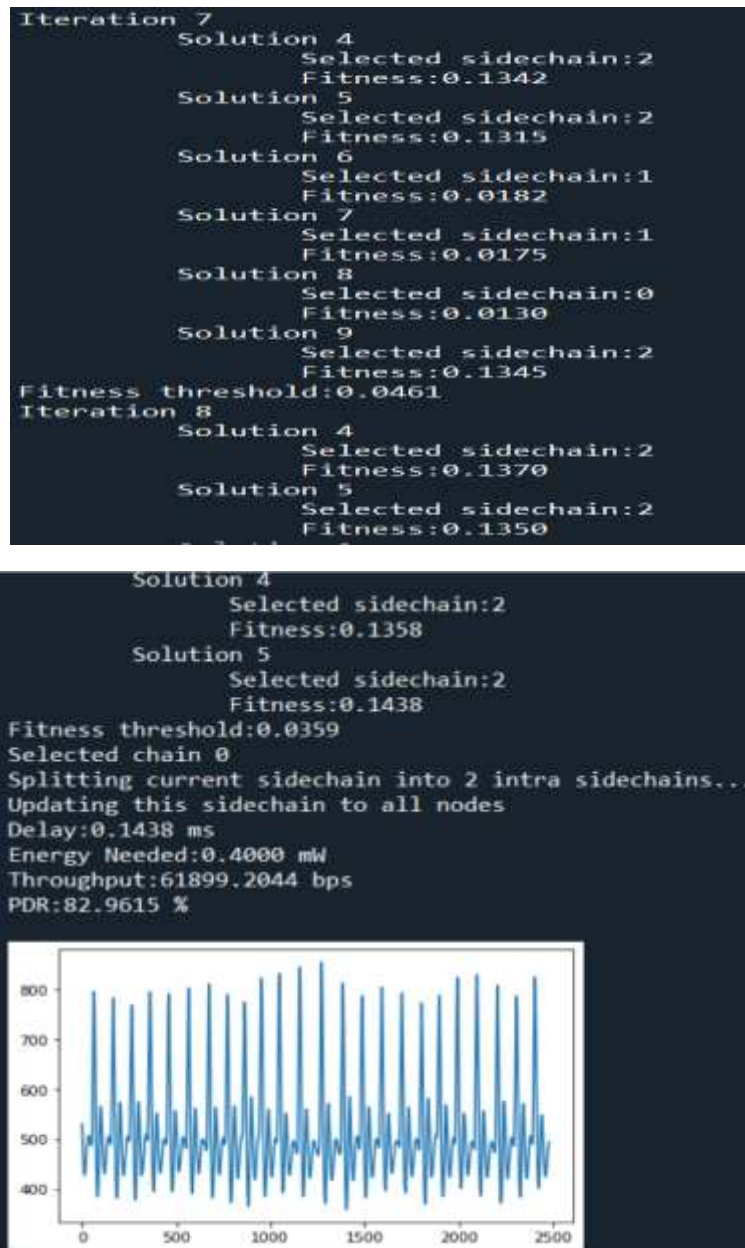 Iteration 7
Solution 4
Selected sidechain:2
Fitness:0.1342
Solution 5
Selected sidechain:2
Fitness:0.1315
Solution 6
Selected sidechain:1
Fitness:0.0182
Solution 7
Selected sidechain:1
Fitness:0.0175
Solution 8
Selected sidechain:0
Fitness:0.0130
Solution 9
Selected sidechain:2
Fitness:0.1345
Fitness threshold:0.0461
Iteration 8
Solution 4
Selected sidechain:2
Fitness:0.1370
Solution 5
Selected sidechain:2
Fitness:0.1350
Solution 4
Selected sidechain:2
Fitness:0.1358
Solution 5
Selected sidechain:2
Fitness:0.1438
Fitness threshold:0.0359
Selected chain 0
Splitting current sidechain into 2 intra sidechains..
Updating this sidechain to all nodes
Delay:0.1438 ms
Energy Needed:0.4000 mW
Throughput:61899.2044 bps
PDR:82.9615 %
800
700
600
500
400
0 500 1000 1500 2000 2500